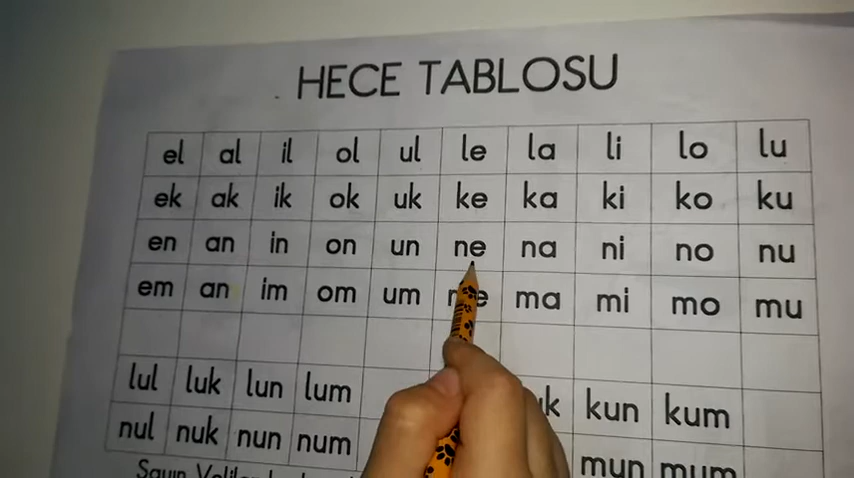 HECE TABLOSU
el al il ol ul le la li lo lu
ek ak ik ok uk ke ka ki ko ku
en an in on un ne na ni no nu
em an im om um ma mi mo mu
lul luk lun lum kun kum
nul nuk nun num mun mum
Sayın